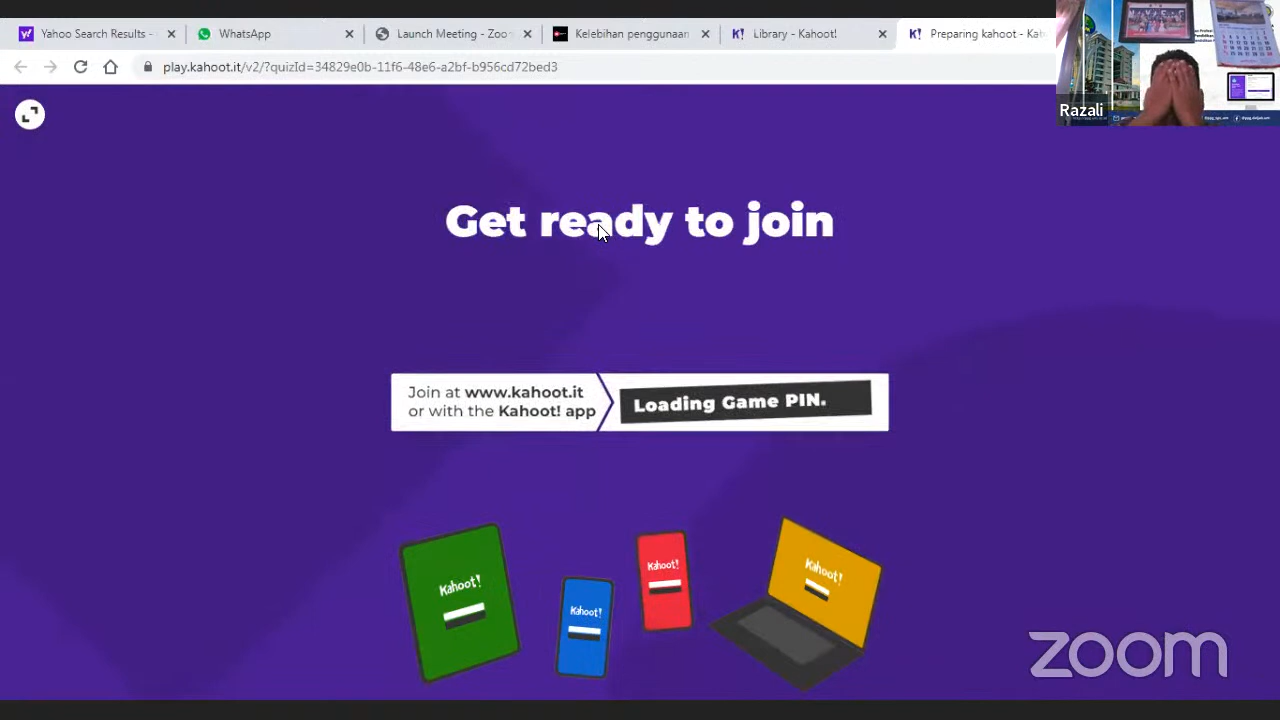 Yahoo Search Results -
WhatsApp
Launch Meeting - Zoo
Kelebihan penggunaan
Library - Kahoot!
Preparing kahoot - Kah
play.kahoot.it/v2/?quizId=34829e0b-11f6-48e6-a2bf-b956cd72b5d3
Razali
Get ready to join
Join at www.kahoot.it
or with the Kahoot! app
Loading Game PIN.
Kahoot!
Kahoot!
Kahoot!
Kahoot!
zoom